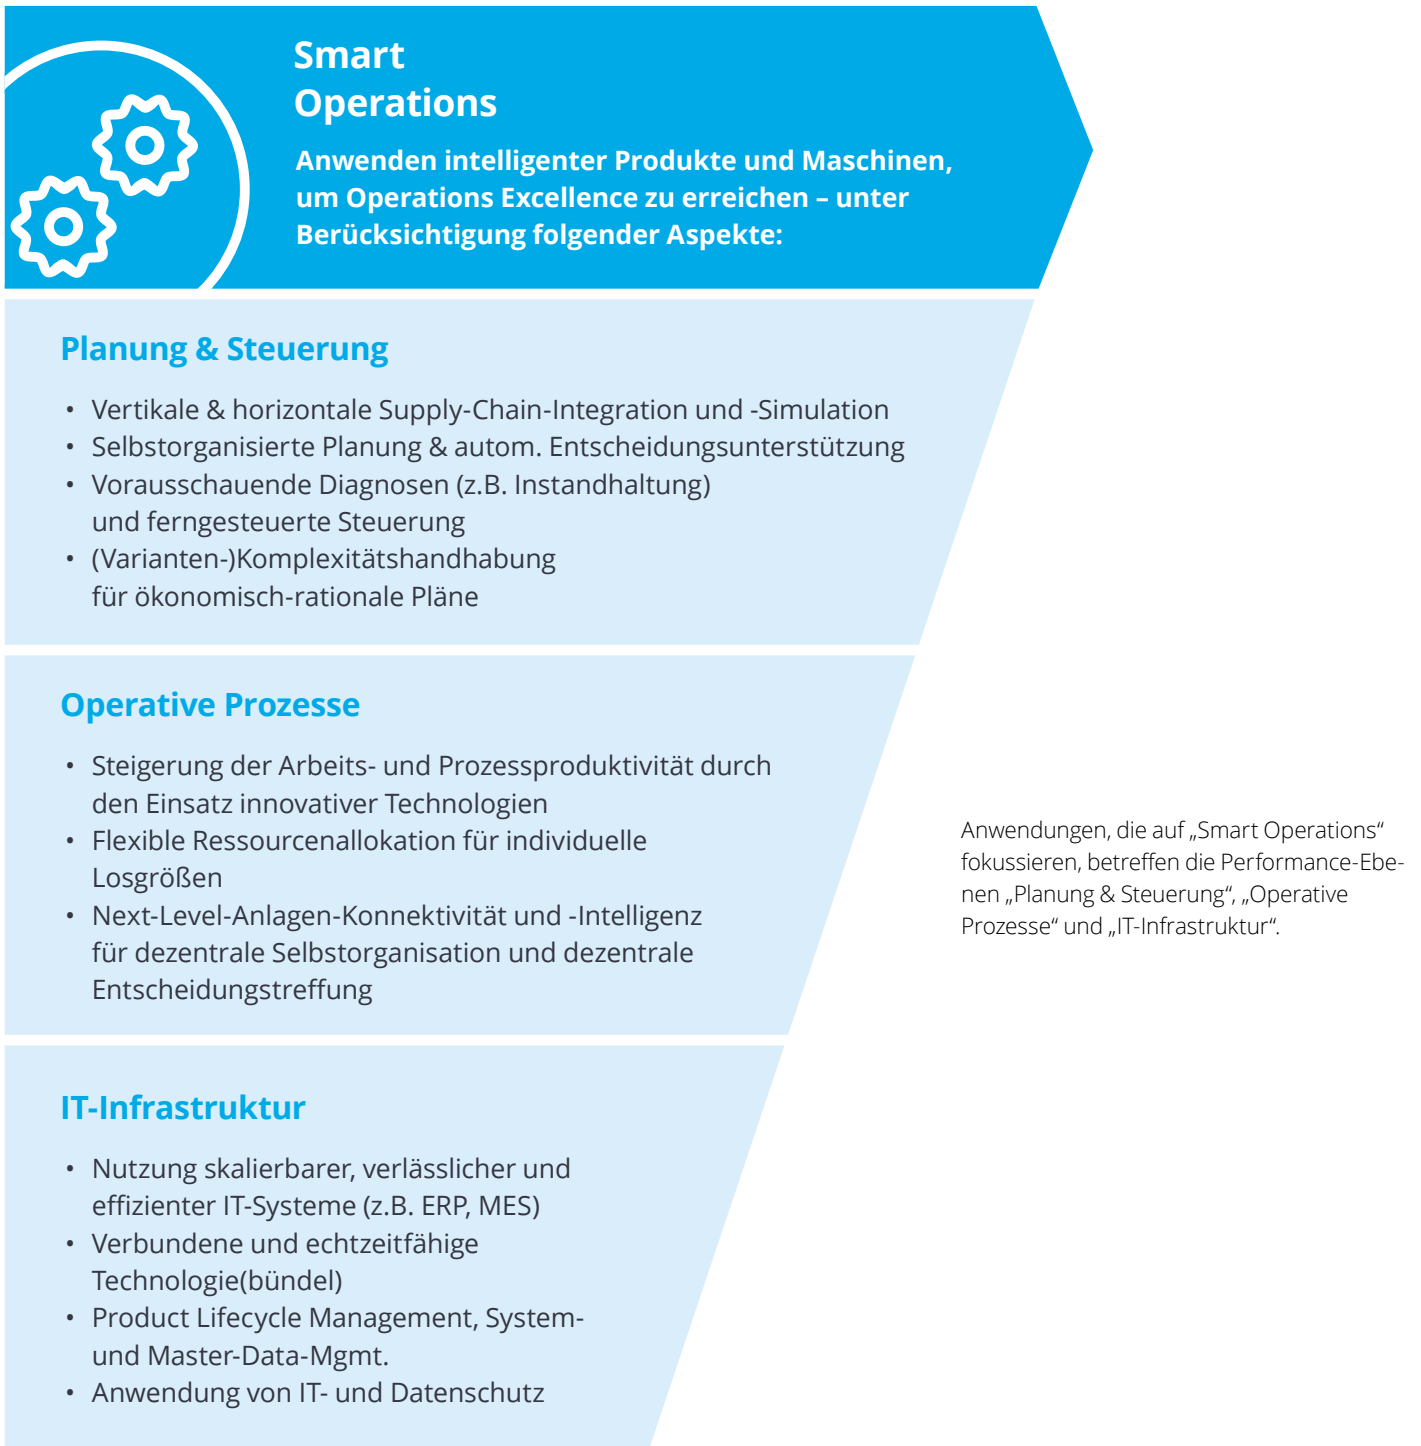 Smart
Operations
Anwenden intelligenter Produkte und Maschinen,
um Operations Excellence zu erreichen – unter
Berücksichtigung folgender Aspekte:
Planung & Steuerung
• Vertikale & horizontale Supply-Chain-Integration und -Simulation
• Selbstorganisierte Planung & autom. Entscheidungsunterstützung
• Vorausschauende Diagnosen (z.B. Instandhaltung)
und ferngesteuerte Steuerung
• (Varianten-)Komplexitätshandhabung
für ökonomisch-rationale Pläne
Operative Prozesse
• Steigerung der Arbeits- und Prozessproduktivität durch
den Einsatz innovativer Technologien
• Flexible Ressourcenallokation für individuelle
Losgrößen
• Next-Level-Anlagen-Konnektivität und -Intelligenz
für dezentrale Selbstorganisation und dezentrale
Entscheidungstreffung
Anwendungen, die auf „Smart Operations“
fokussieren, betreffen die Performance-Ebe-
nen „Planung & Steuerung“, „Operative
Prozesse“ und „IT-Infrastruktur“.
IT-Infrastruktur
• Nutzung skalierbarer, verlässlicher und
effizienter IT-Systeme (z.B. ERP, MES)
• Verbundene und echtzeitfähige
Technologie(bündel)
• Product Lifecycle Management, System-
und Master-Data-Mgmt.
• Anwendung von IT- und Datenschutz